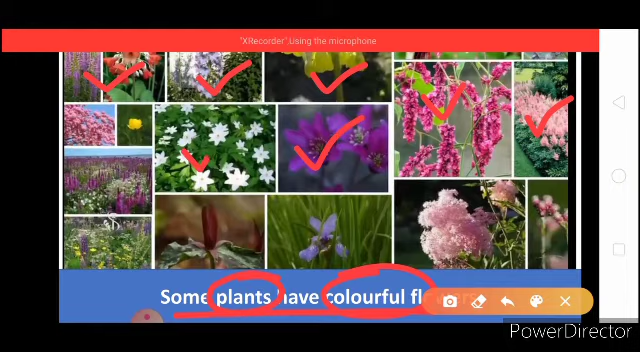 "XRecorder".Using the microphone
Some plants have colourful
PowerDirector